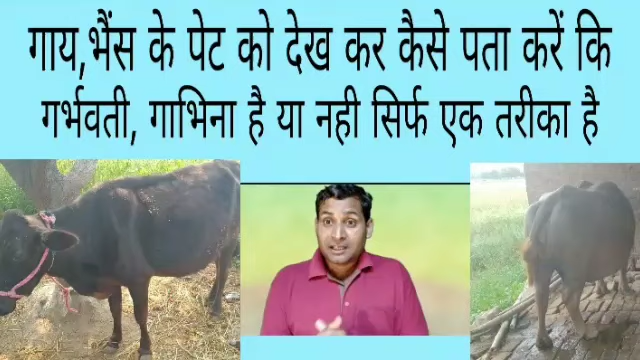 गाय,भैंस के पेट को देख कर कैसे पता करें कि
गर्भवती, गाभिना है या नही सिर्फ एक तरीका है